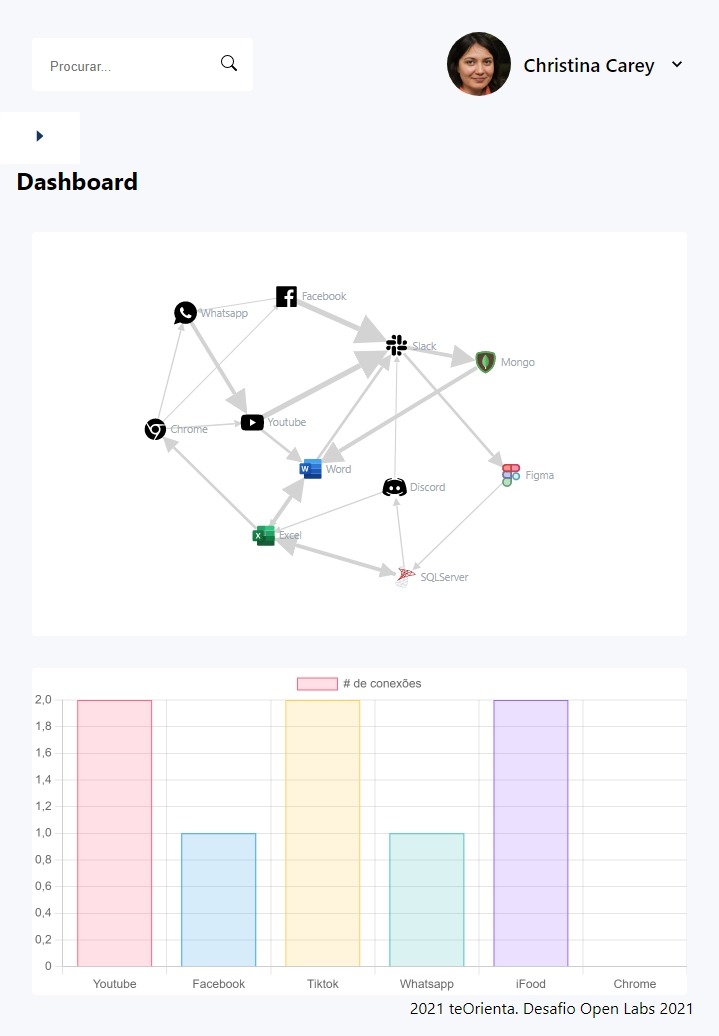 Procurar...
Christina Carey
Dashboard
Facebook
Whatsapp
Slack
Mongo
Youtube
Chrome
Word
Figma
Discord
Excel
SQLServer
# de conexões
2,0
1,8
1,6
1,4
1,2
1,0
0,8
0,6
0,4
0,2
0
Youtube Facebook Tiktok Whatsapp iFood Chrome
2021 teOrienta. Desafio Open Labs 2021